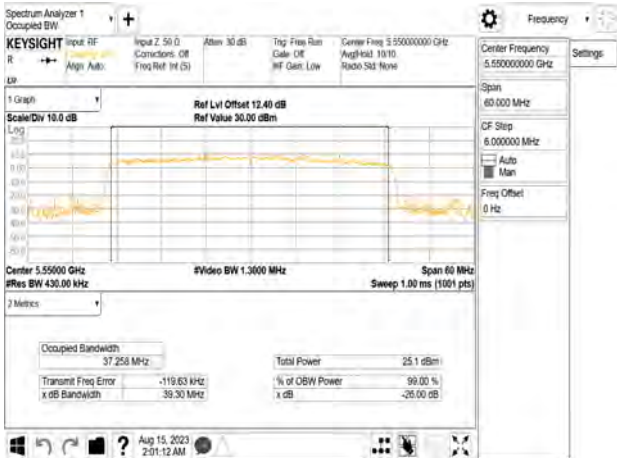 Spectrum Analyzer 1
Occupied BW
+
Frequency
KEYSIGHT
Input: RF
Input Z: 50 Ω
Atten: 30 dB
Trig: Free Run
Center Freq: 5.550000000 GHz
R
Corrections: Off
Gate: Off
Avg|Hold: 10/10
Align: Auto
Freq Ref: Int (S)
#IF Gain: Low
Radio Std: None
Center Frequency
5.550000000 GHz
Settings
Span
60.000 MHz
CF Step
6.000000 MHz
Auto
Man
Freq Offset
0 Hz
1 Graph
Ref Lvl Offset 12.40 dB
Scale/Div 10.0 dB
Ref Value 30.00 dBm
Log
Center 5.55000 GHz
#Video BW 1.3000 MHz
Span 60 MHz
#Res BW 430.00 kHz
Sweep 1.00 ms (1001 pts)
2 Metrics
Occupied Bandwidth
37.258 MHz
Total Power
25.1 dBm
Transmit Freq Error
-119.63 kHz
% of OBW Power
99.00 %
x dB Bandwidth
39.30 MHz
x dB
-26.00 dB
?
Aug 15, 2023
2:01:12 AM